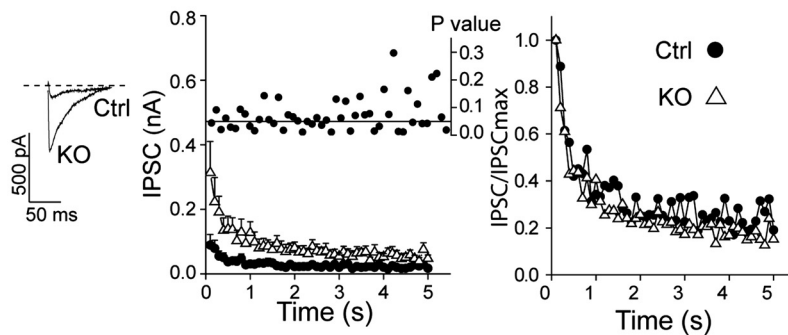 Ctrl
KO
500 pA
50 ms
P value
0.8
0.6
0.4
0.2
0.0
IPSC (nA)
0.3
0.2
0.1
0.0
0 1 2 3 4 5
Time (s)
1.0
0.8
0.6
0.4
0.2
0.0
IPSC/IPSCmax
Ctrl
KO
0 1 2 3 4 5
Time (s)